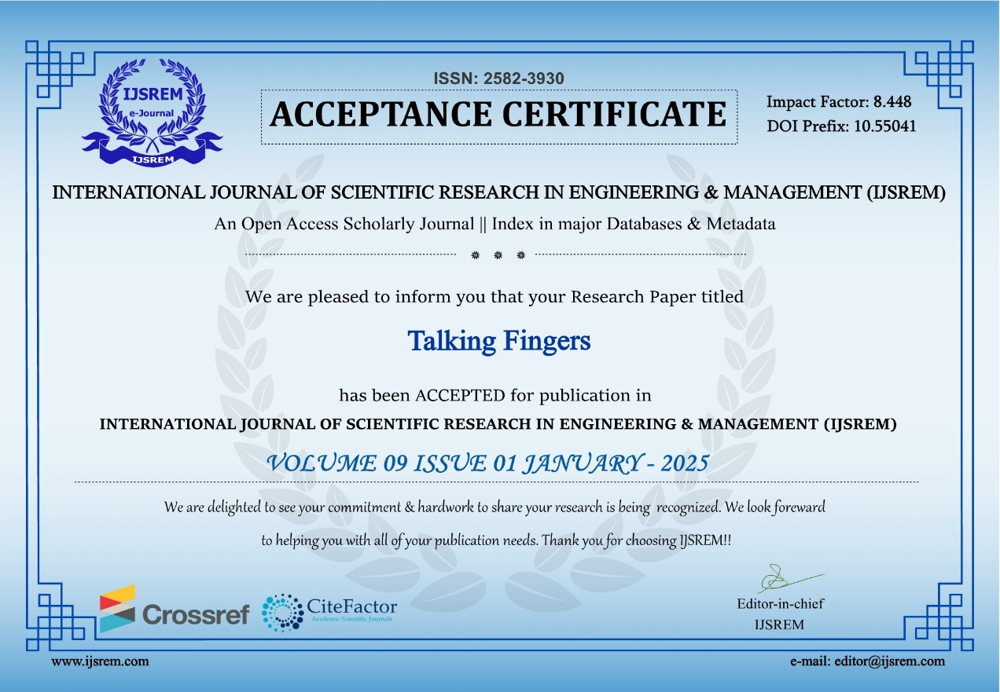 IJSREM
e-Journal
IJSREM
ISSN: 2582-3930
ACCEPTANCE CERTIFICATE
Impact Factor: 8.448
DOI Prefix: 10.55041
INTERNATIONAL JOURNAL OF SCIENTIFIC RESEARCH IN ENGINEERING & MANAGEMENT (IJSREM)
An Open Access Scholarly Journal || Index in major Databases & Metadata
We are pleased to inform you that your Research Paper titled
Talking Fingers
has been ACCEPTED for publication in
INTERNATIONAL JOURNAL OF SCIENTIFIC RESEARCH IN ENGINEERING & MANAGEMENT (IJSREM)
VOLUME 09 ISSUE 01 JANUARY - 2025
We are delighted to see your commitment & hardwork to share your research is being recognized. We look foreward
to helping you with all of your publication needs. Thank you for choosing IJSREM!!
Crossref
CiteFactor
Academic Scientific Journals
Editor-in-chief
IJSREM
www.ijsrem.com
e-mail: editor@ijsrem.com